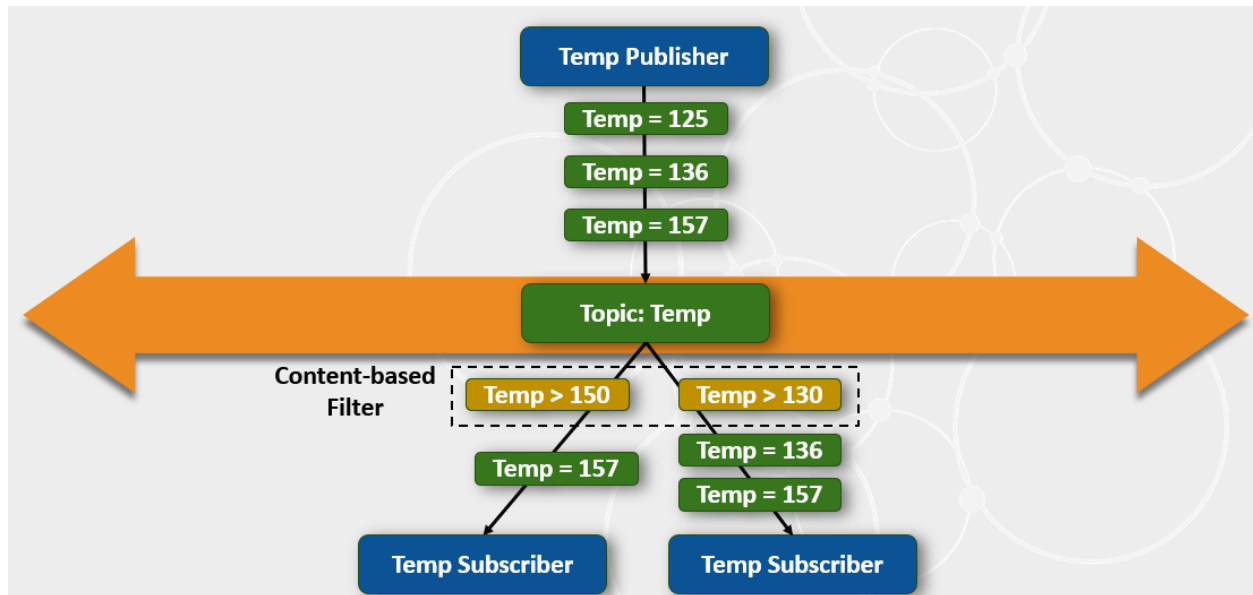 Temp Publisher
Temp = 125
Temp = 136
Temp = 157
Topic: Temp
Content-based
Filter
Temp > 150
Temp > 130
Temp = 157
Temp = 136
Temp = 157
Temp Subscriber
Temp Subscriber